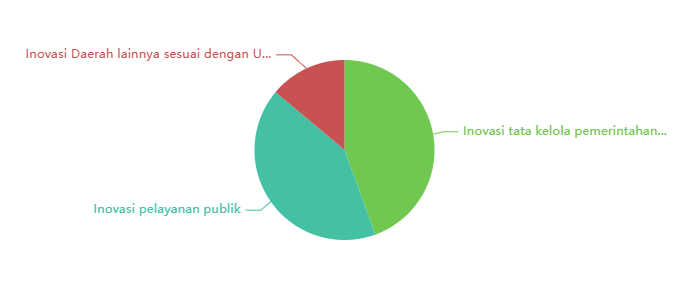 Inovasi Daerah lainnya sesuai dengan U...
Inovasi tata kelola pemerintahan...
Inovasi pelayanan publik